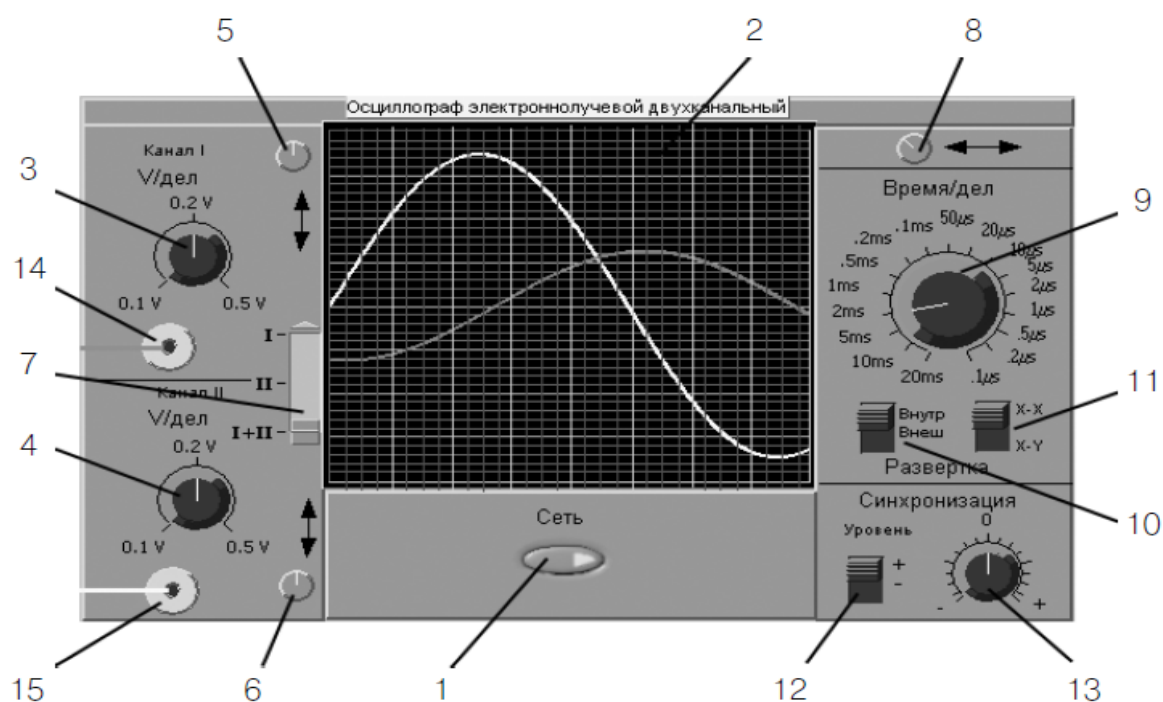 5
2
8
Осциллограф электроннолучевой двухканальный
Канал I
V/дел
0.2 V
0.1 V
0.5 V
3
14
7
I
II
I+II
Канал II
V/дел
0.2 V
0.1 V
0.5 V
4
Время/дел
.2ms
.1ms
50µs
20µs
10µs
5µs
2µs
1µs
.5µs
.2µs
.1µs
20ms
10ms
5ms
2ms
1ms
.5ms
9
11
Внутр
Внеш
X-X
X-Y
Развертка
10
Сеть
Синхронизация
Уровень
0
+
-
-
+
15
6
1
12
13